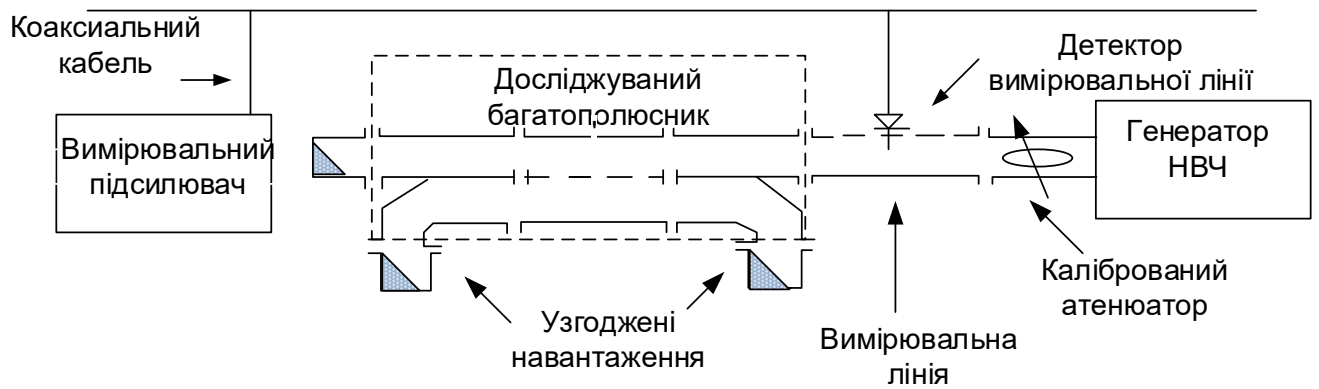 Коаксиальний
кабель
Досліджуваний
багатополюсник
Детектор
вимірювальної лінії
Вимірювальний
підсилювач
Генератор
НВЧ
Узгоджені
навантаження
Вимірювальна
лінія
Калібрований
атенюатор